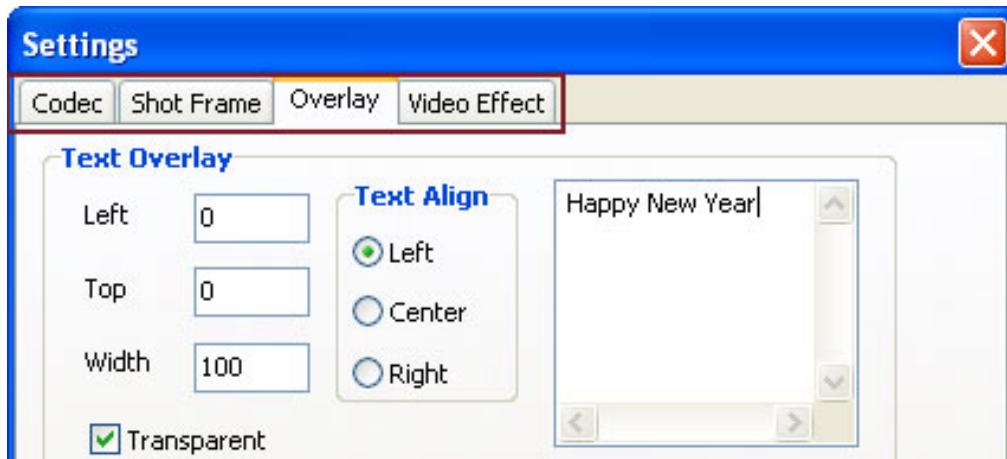 Settings
Codec Shot Frame Overlay Video Effect
Text Overlay
Left 0
Top 0
Width 100
Transparent
Text Align
Left
Center
Right
Happy New Year